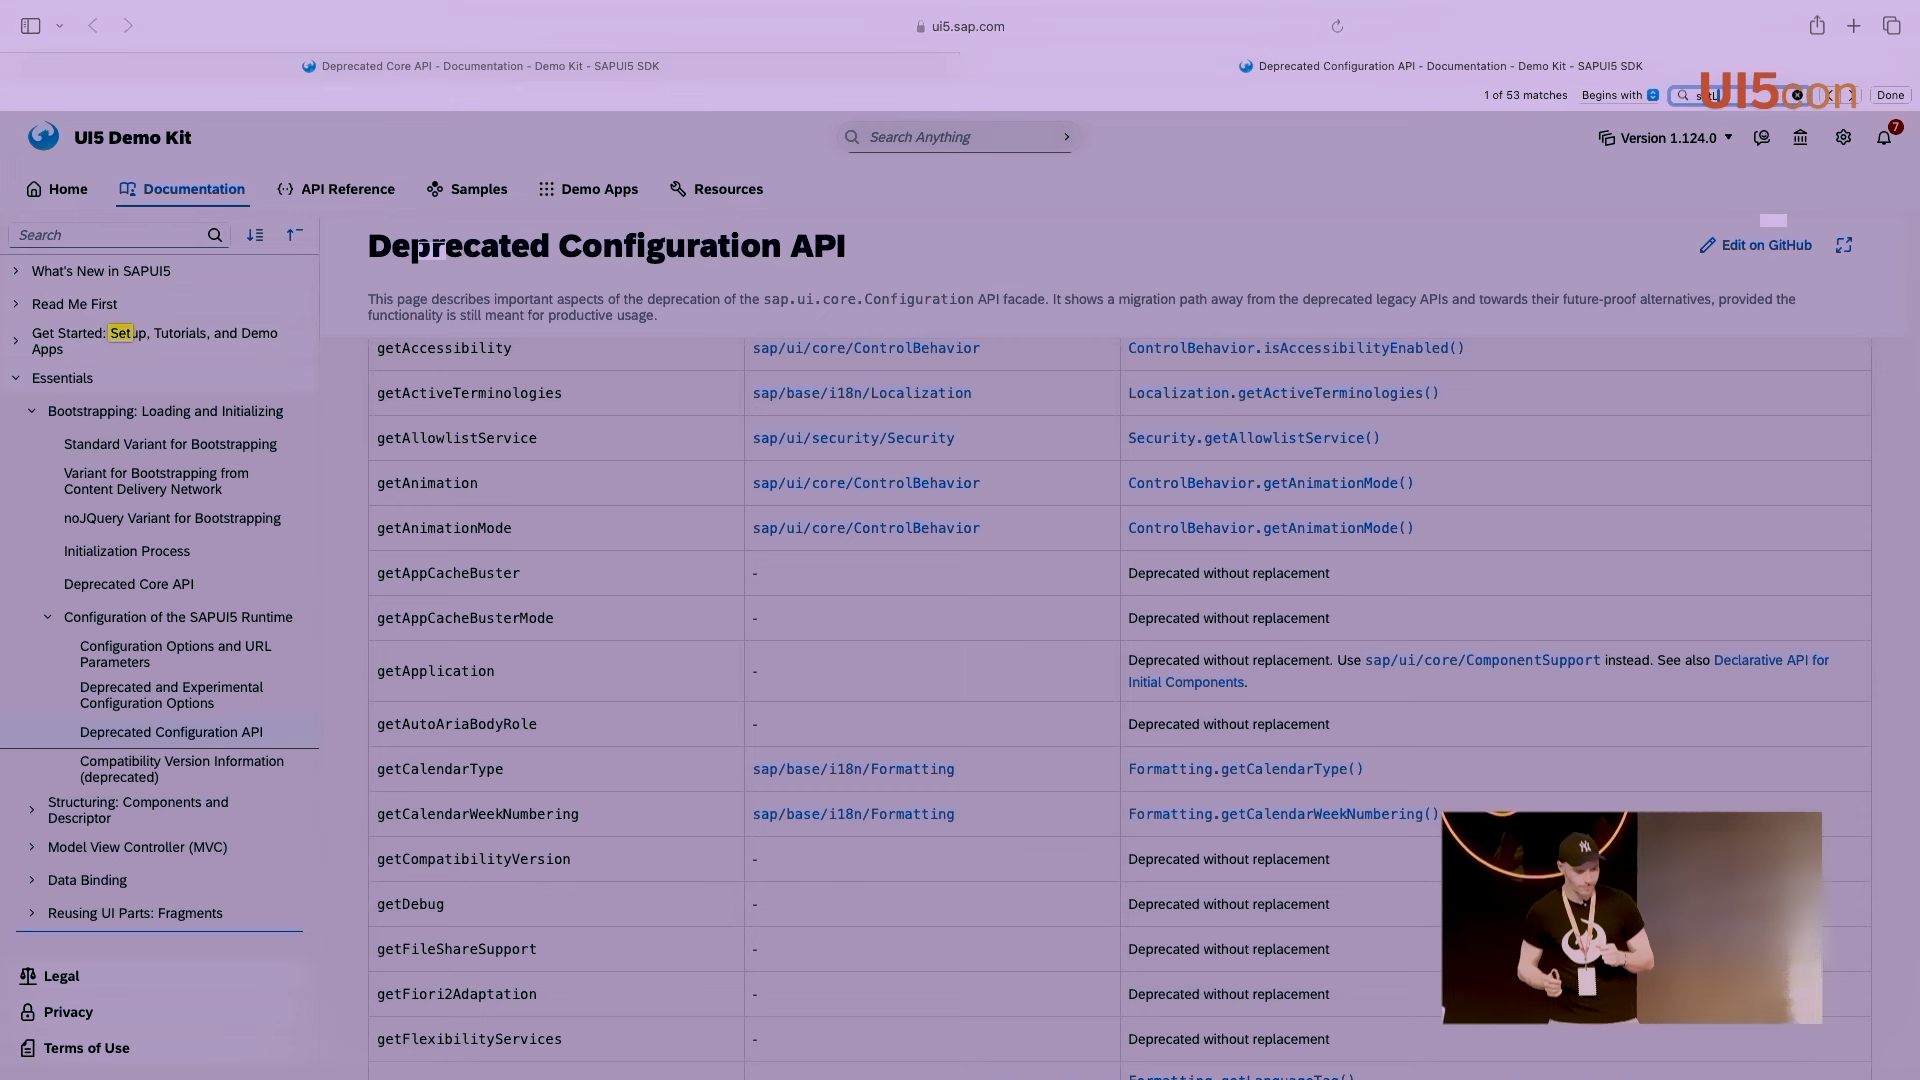 ui5.sap.com
Deprecated Core API - Documentation - Demo Kit - SAPUI5 SDK
Deprecated Configuration API - Documentation - Demo Kit - SAPUI5 SDK
1 of 53 matches
Begins with
Done
UI5con
UI5 Demo Kit
Search Anything
Version 1.124.0
7
Home
Documentation
API Reference
Samples
Demo Apps
Resources
Search
What's New in SAPUI5
Read Me First
Get Started: Setup, Tutorials, and Demo
Apps
Essentials
Bootstrapping: Loading and Initializing
Standard Variant for Bootstrapping
Variant for Bootstrapping from
Content Delivery Network
noJQuery Variant for Bootstrapping
Initialization Process
Deprecated Core API
Configuration of the SAPUI5 Runtime
Configuration Options and URL
Parameters
Deprecated and Experimental
Configuration Options
Deprecated Configuration API
Compatibility Version Information
(deprecated)
Structuring: Components and
Descriptor
Model View Controller (MVC)
Data Binding
Reusing UI Parts: Fragments
Legal
Privacy
Terms of Use
Deprecated Configuration API
Edit on GitHub
This page describes important aspects of the deprecation of the sap.ui.core.Configuration API facade. It shows a migration path away from the deprecated legacy APIs and towards their future-proof alternatives, provided the
functionality is still meant for productive usage.
getAccessibility sap/ui/core/ControlBehavior ControlBehavior.isAccessibilityEnabled()
getActiveTerminologies sap/base/i18n/Localization Localization.getActiveTerminologies()
getAllowlistService sap/ui/security/Security Security.getAllowlistService()
getAnimation sap/ui/core/ControlBehavior ControlBehavior.getAnimationMode()
getAnimationMode sap/ui/core/ControlBehavior ControlBehavior.getAnimationMode()
getAppCacheBuster - Deprecated without replacement
getAppCacheBusterMode - Deprecated without replacement
getApplication - Deprecated without replacement. Use sap/ui/core/ComponentSupport instead. See also Declarative API for
Initial Components.
getAutoAriaBodyRole - Deprecated without replacement
getCalendarType sap/base/i18n/Formatting Formatting.getCalendarType()
getCalendarWeekNumbering sap/base/i18n/Formatting Formatting.getCalendarWeekNumbering()
getCompatibilityVersion - Deprecated without replacement
getDebug - Deprecated without replacement
getFileShareSupport - Deprecated without replacement
getFiori2Adaptation - Deprecated without replacement
getFlexibilityServices - Deprecated without replacement
Formatting.getLanguageTag()